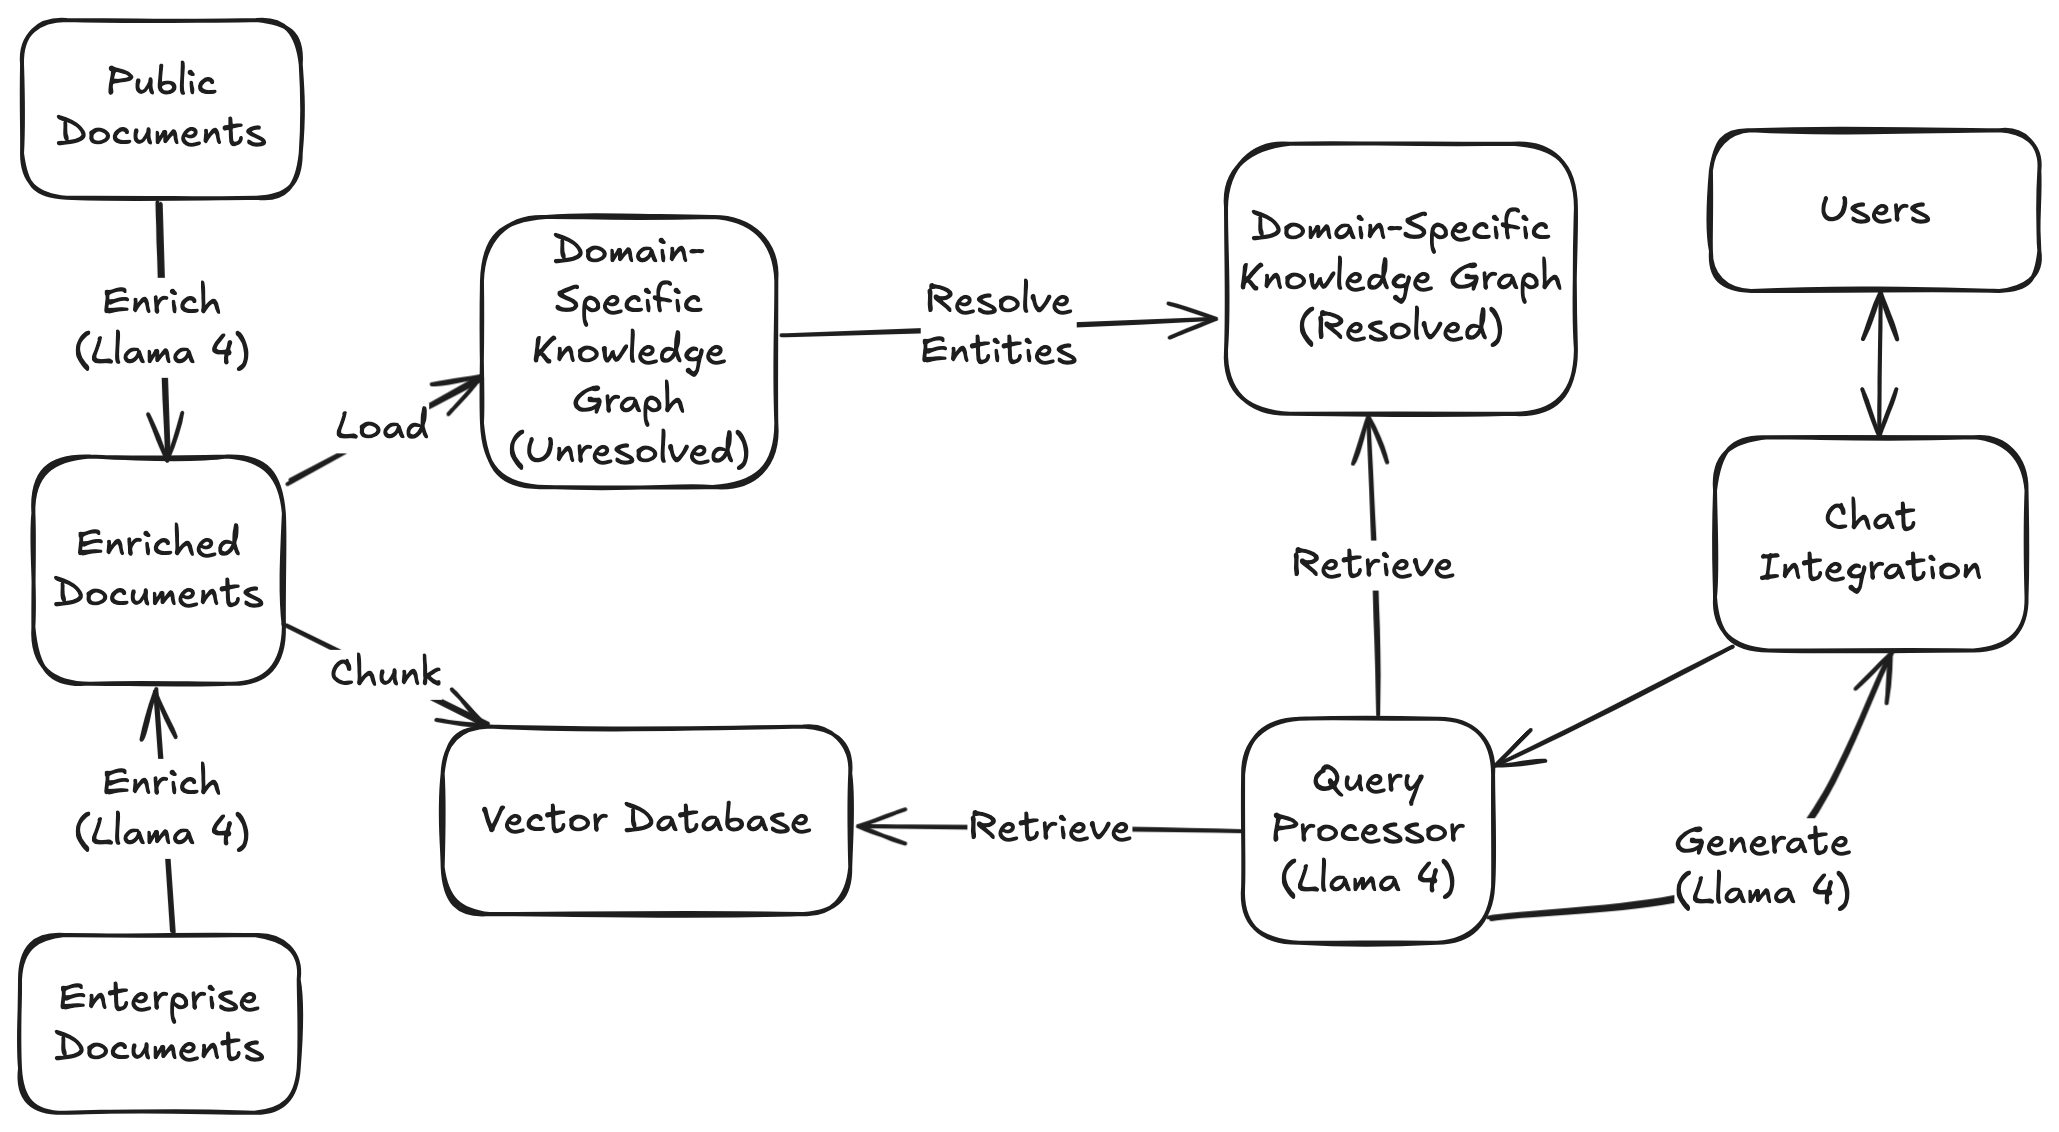 Public
Documents
Enrich
(Llama 4)
Enriched
Documents
Enrich
(Llama 4)
Enterprise
Documents
Load
Domain-
Specific
Knowledge
Graph
(Unresolved)
Chunk
Vector Database
Resolve
Entities
Domain-Specific
Knowledge Graph
(Resolved)
Retrieve
Retrieve
Query
Processor
(Llama 4)
Users
Chat
Integration
Generate
(Llama 4)